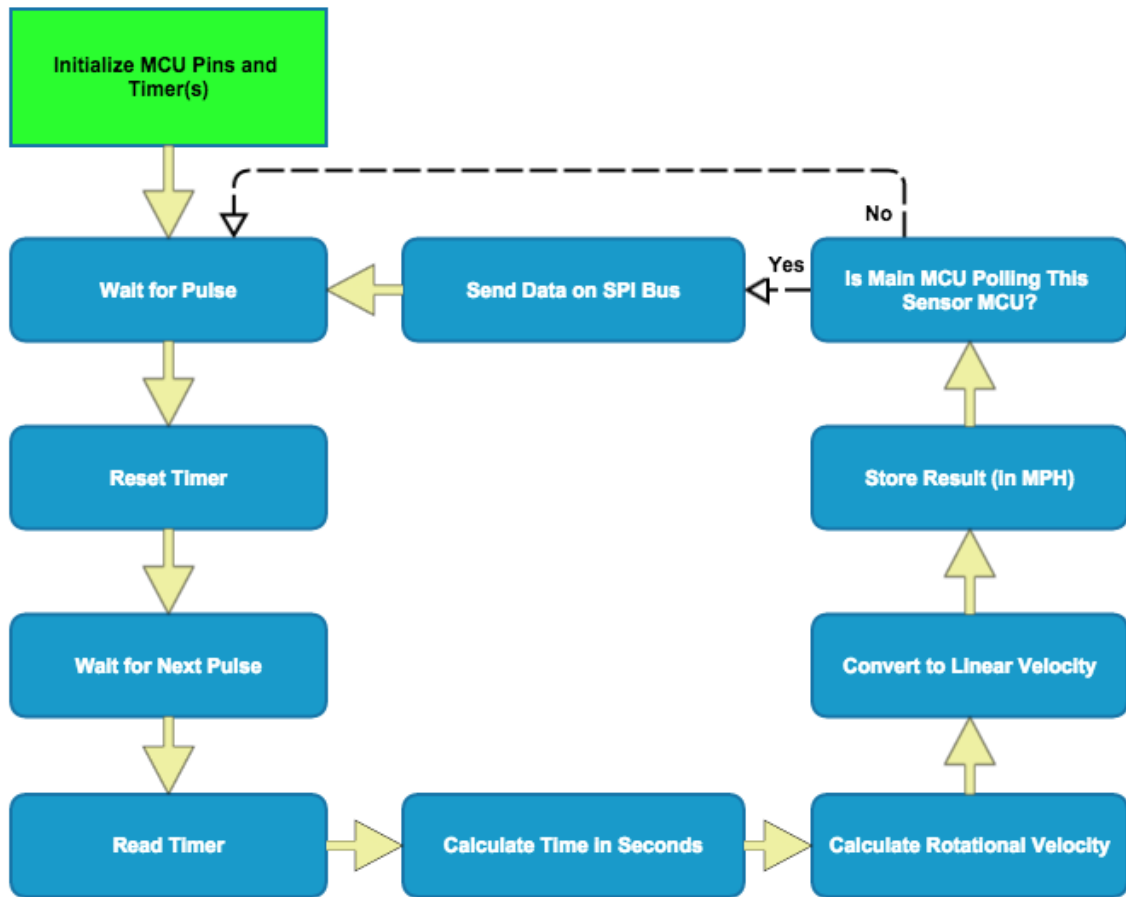 Initialize MCU Pins and
Timer(s)
No
Yes
Wait for Pulse
Send Data on SPI Bus
Is Main MCU Polling This
Sensor MCU?
Reset Timer
Store Result (in MPH)
Wait for Next Pulse
Convert to Linear Velocity
Read Timer
Calculate Time in Seconds
Calculate Rotational Velocity